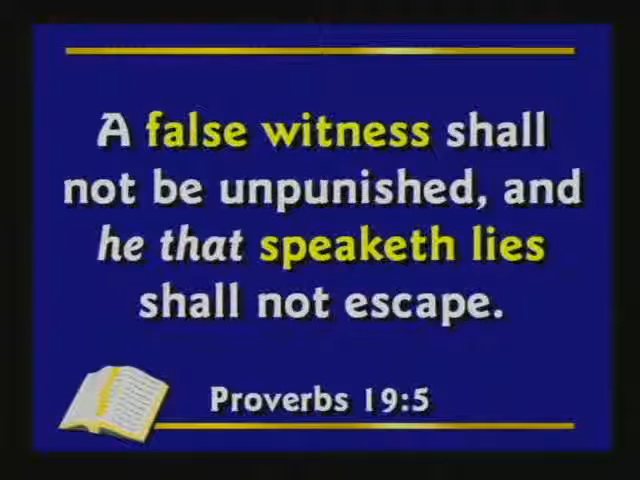 A false witness shall
not be unpunished, and
he that speaketh lies
shall not escape.
Proverbs 19:5